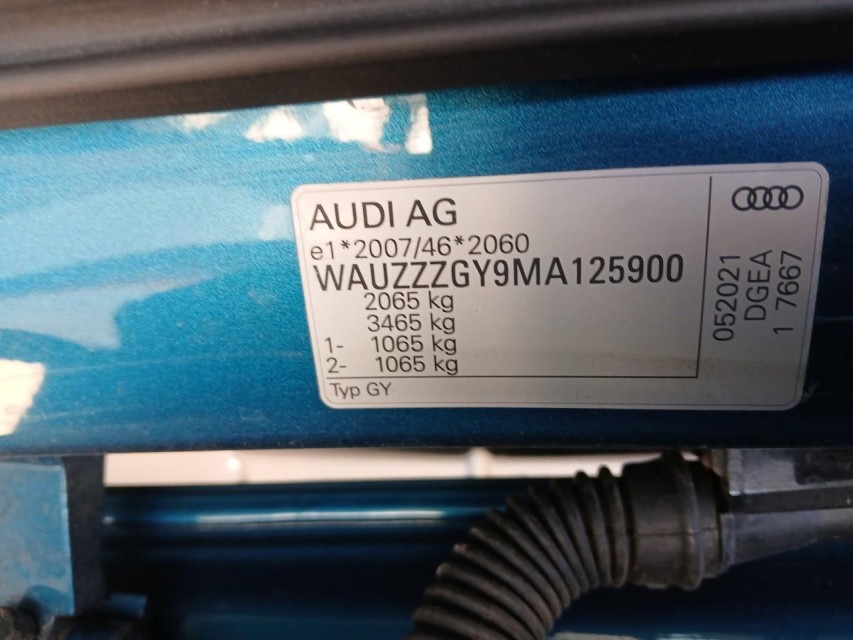 AUDI AG
e1*2007/46*2060
WAUZZZGY9MA125900
2065 kg
3465 kg
1- 1065 kg
2- 1065 kg
Typ GY
052021
DGEA
1 7667